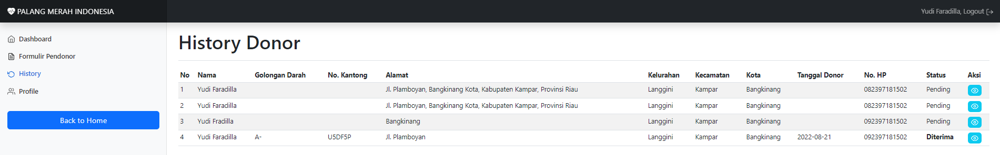 PALANG MERAH INDONESIA
Yudi Faradilla, Logout
Dashboard
Formulir Pendonor
History
Profile
Back to Home
History Donor
No Nama Golongan Darah No. Kantong Alamat Kelurahan Kecamatan Kota Tanggal Donor No. HP Status Aksi
1 Yudi Faradilla Jl. Plamboyan, Bangkinang Kota, Kabupaten Kampar, Provinsi Riau Langgini Kampar Bangkinang 082397181502 Pending
2 Yudi Faradilla Jl. Plamboyan, Bangkinang Kota, Kabupaten Kampar, Provinsi Riau Langgini Kampar Bangkinang 082397181502 Pending
3 Yudi Fradilla Bangkinang Langgini Kampar Bangkinang 092397181502 Pending
4 Yudi Faradilla A- U5DF5P Jl. Plamboyan Langgini Kampar Bangkinang 2022-08-21 092397181502 Diterima